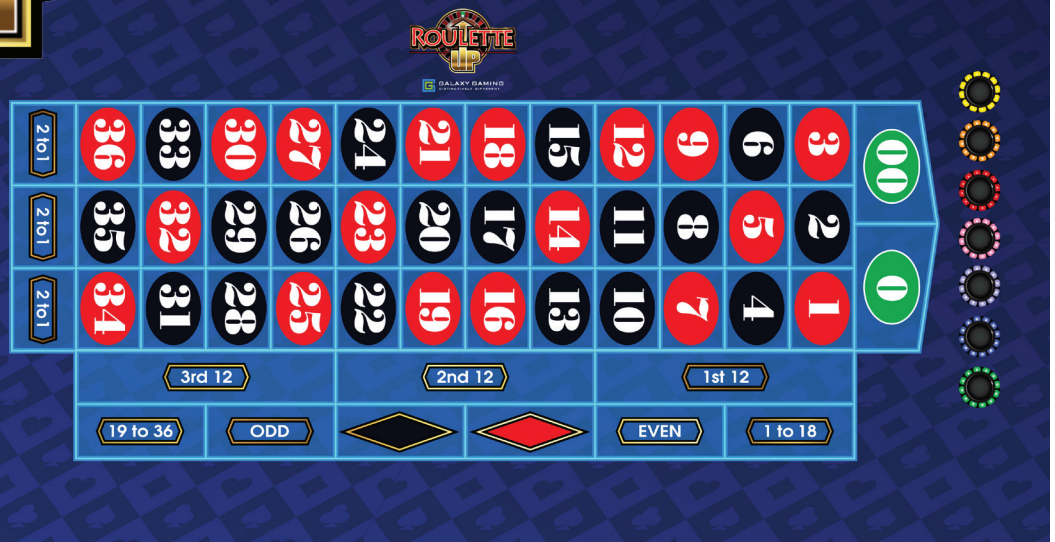 ROULETTE
UP
GALAXY GAMING
DISTINCTIVELY DIFFERENT
2 to 1 36 33 30 27 24 21 18 15 12 9 6 3 00
2 to 1 35 32 29 26 23 20 17 14 11 8 5 2
2 to 1 34 31 28 25 22 19 16 13 10 7 4 1 0
3rd 12 2nd 12 1st 12
19 to 36 ODD EVEN 1 to 18